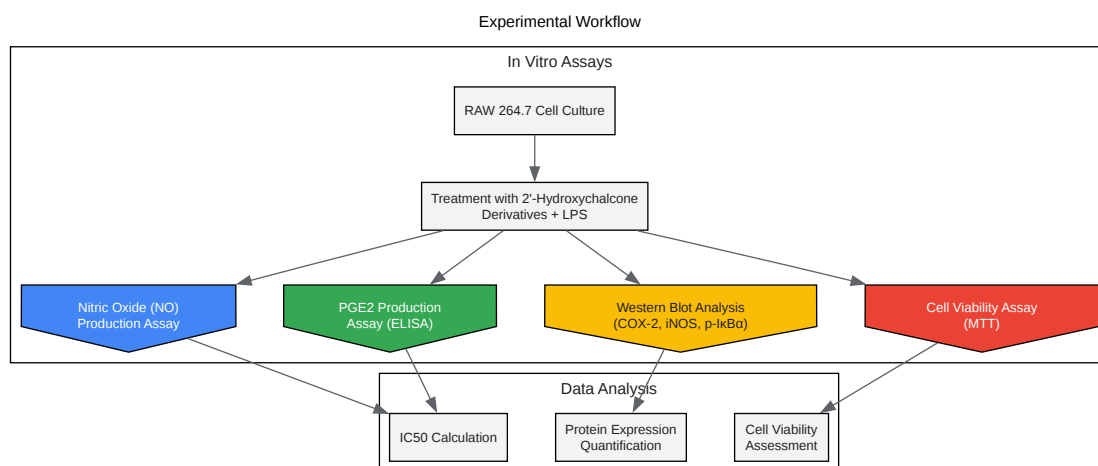 Experimental Workflow
In Vitro Assays
RAW 264.7 Cell Culture
Treatment with 2'-Hydroxychalcone
Derivatives + LPS
Nitric Oxide (NO)
Production Assay
PGE2 Production
Assay (ELISA)
Western Blot Analysis
(COX-2, iNOS, p-IκBα)
Cell Viability Assay
(MTT)
Data Analysis
IC50 Calculation
Protein Expression
Quantification
Cell Viability
Assessment